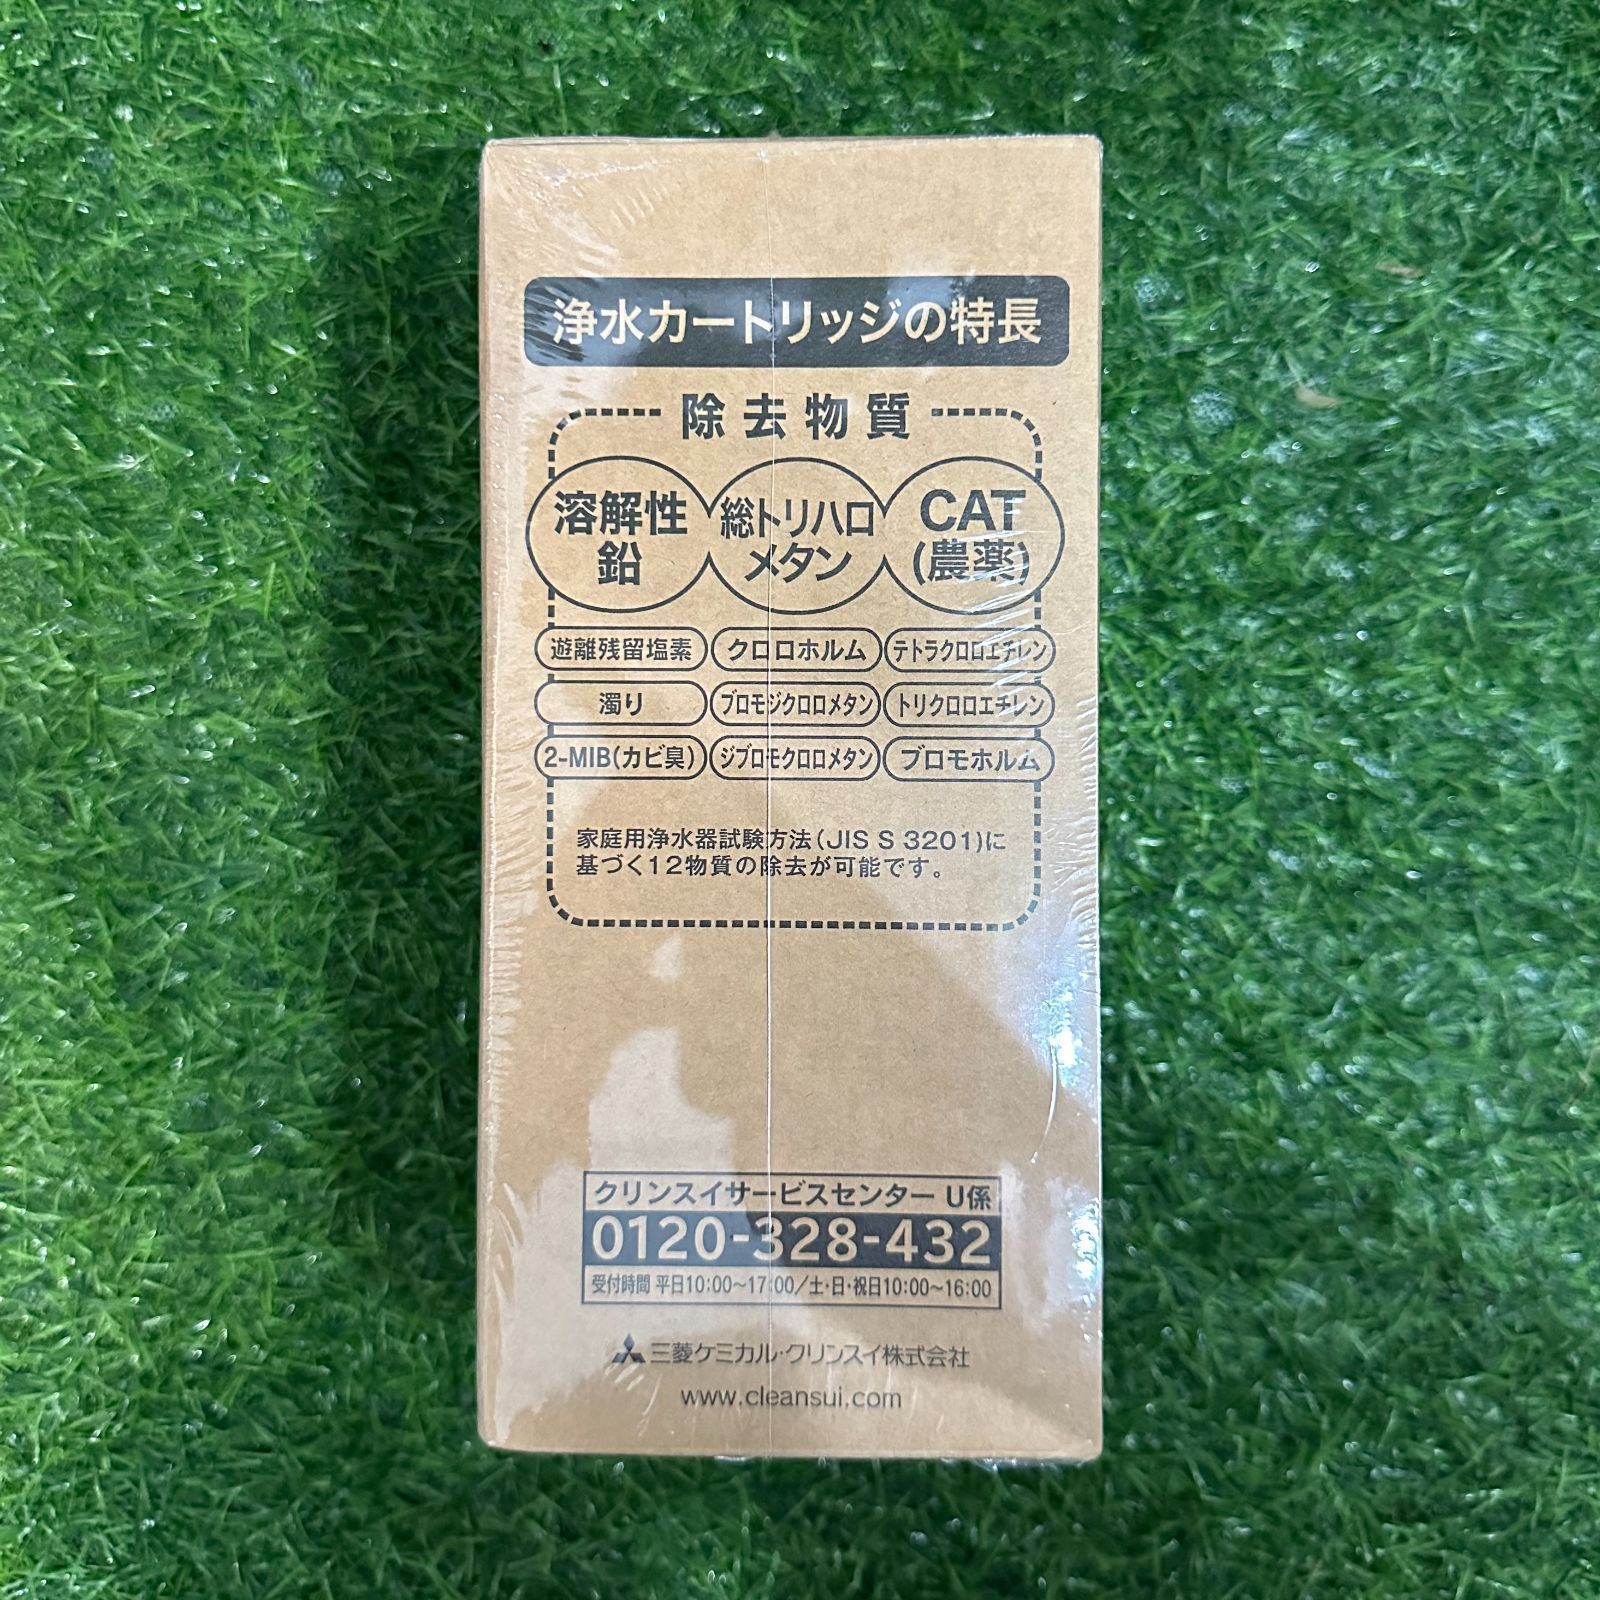 浄水カートリッジの特長
除去物質
溶解性
鉛
総トリハロ
メタン
CAT
(農薬)
遊離残留塩素
クロロホルム
テトラクロロエチレン
濁り
ブロモジクロロメタン
トリクロロエチレン
2-MIB(カビ臭)
ジブロモクロロメタン
ブロモホルム
家庭用浄水器試験方法(JIS S 3201)に
基づく12物質の除去が可能です。
クリンスイサービスセンター U係
0120-328-432
受付時間 平日10:00～17:00/土・日・祝日10:00～16:00
三菱ケミカル・クリンスイ株式会社
www.cleansui.com